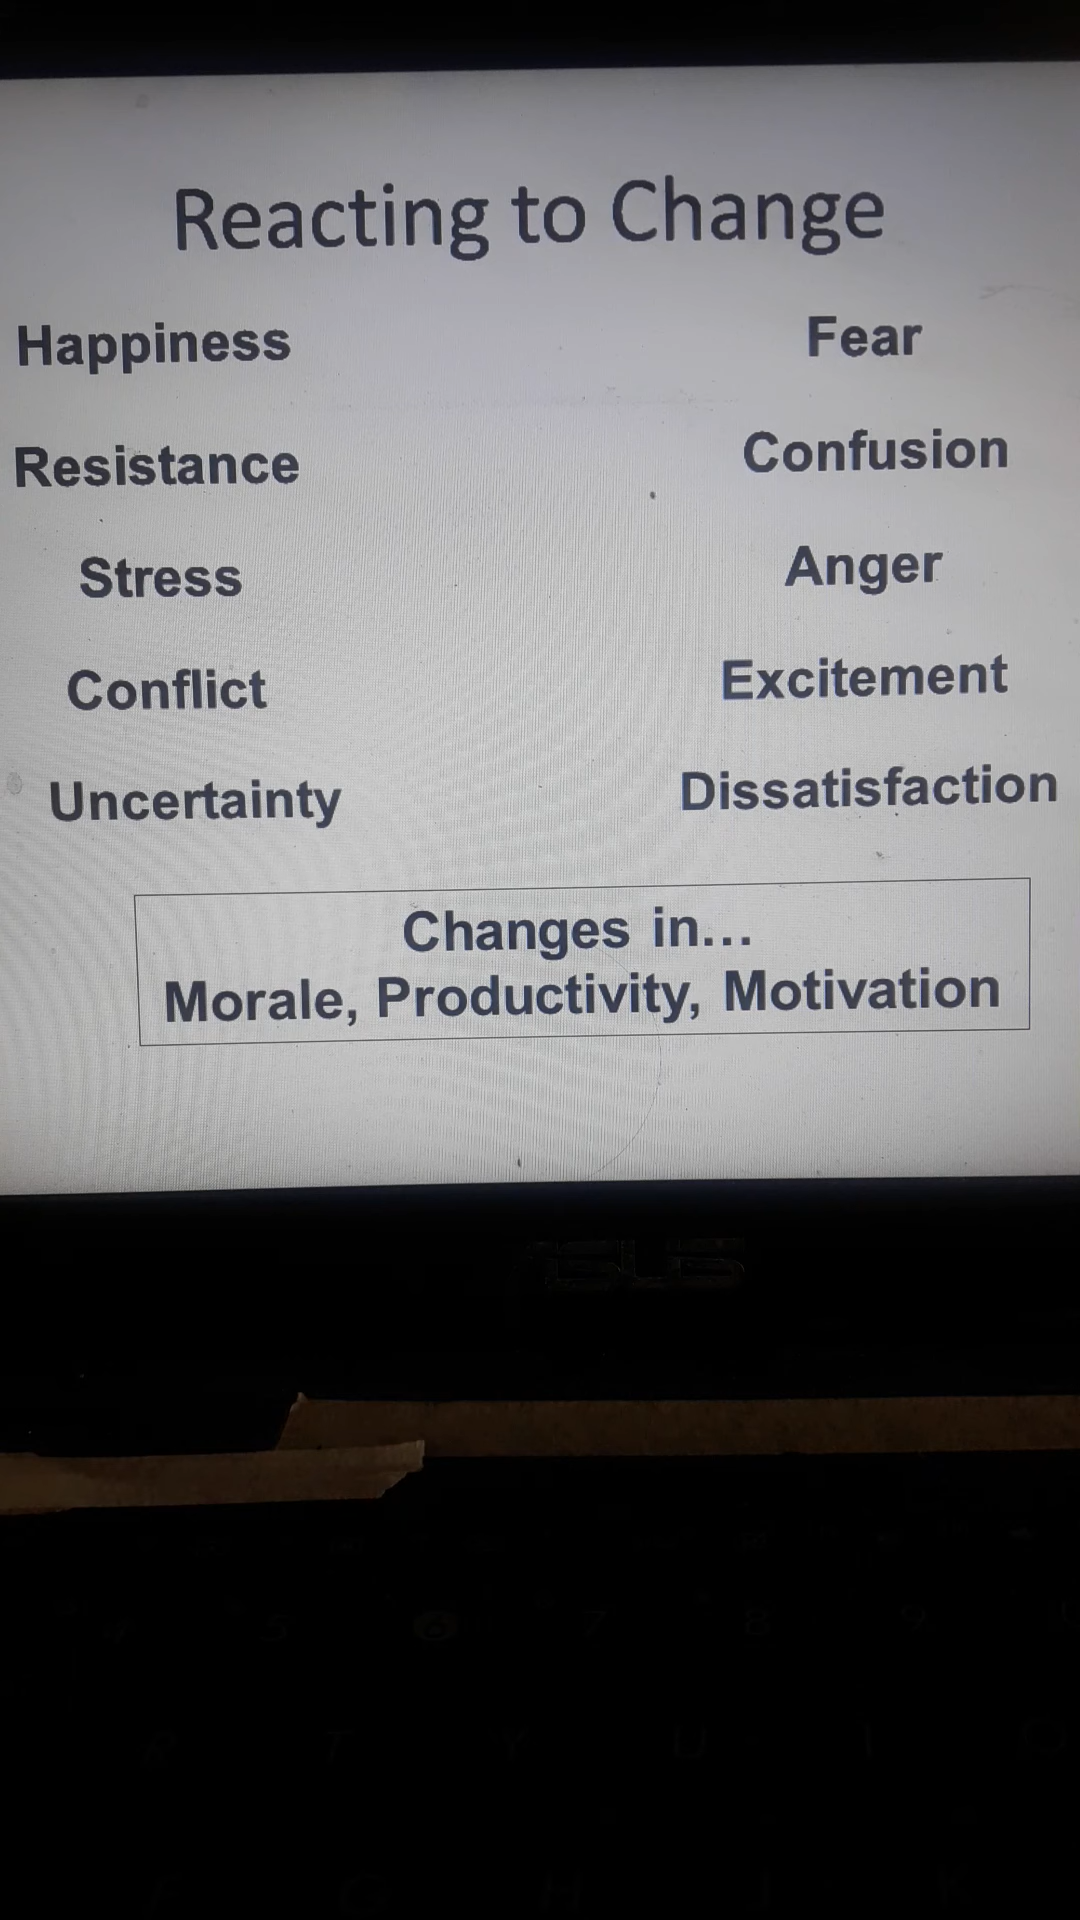 Reacting to Change
Happiness Fear
Resistance Confusion
Stress Anger
Conflict Excitement
Uncertainty Dissatisfaction
Changes in...
Morale, Productivity, Motivation